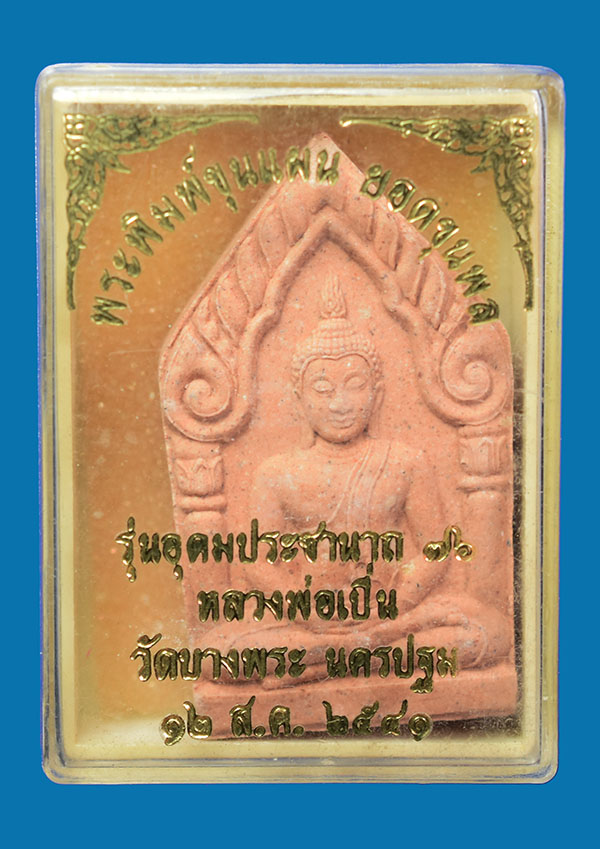 พระพิมพ์ขุนแผน ยอดขุนพล
รุ่นอุดมประชานาถ ๗๖
หลวงพ่อเปิ่น
วัดบางพระ นครปฐม
๑๒ ส.ค. ๒๕๔๑